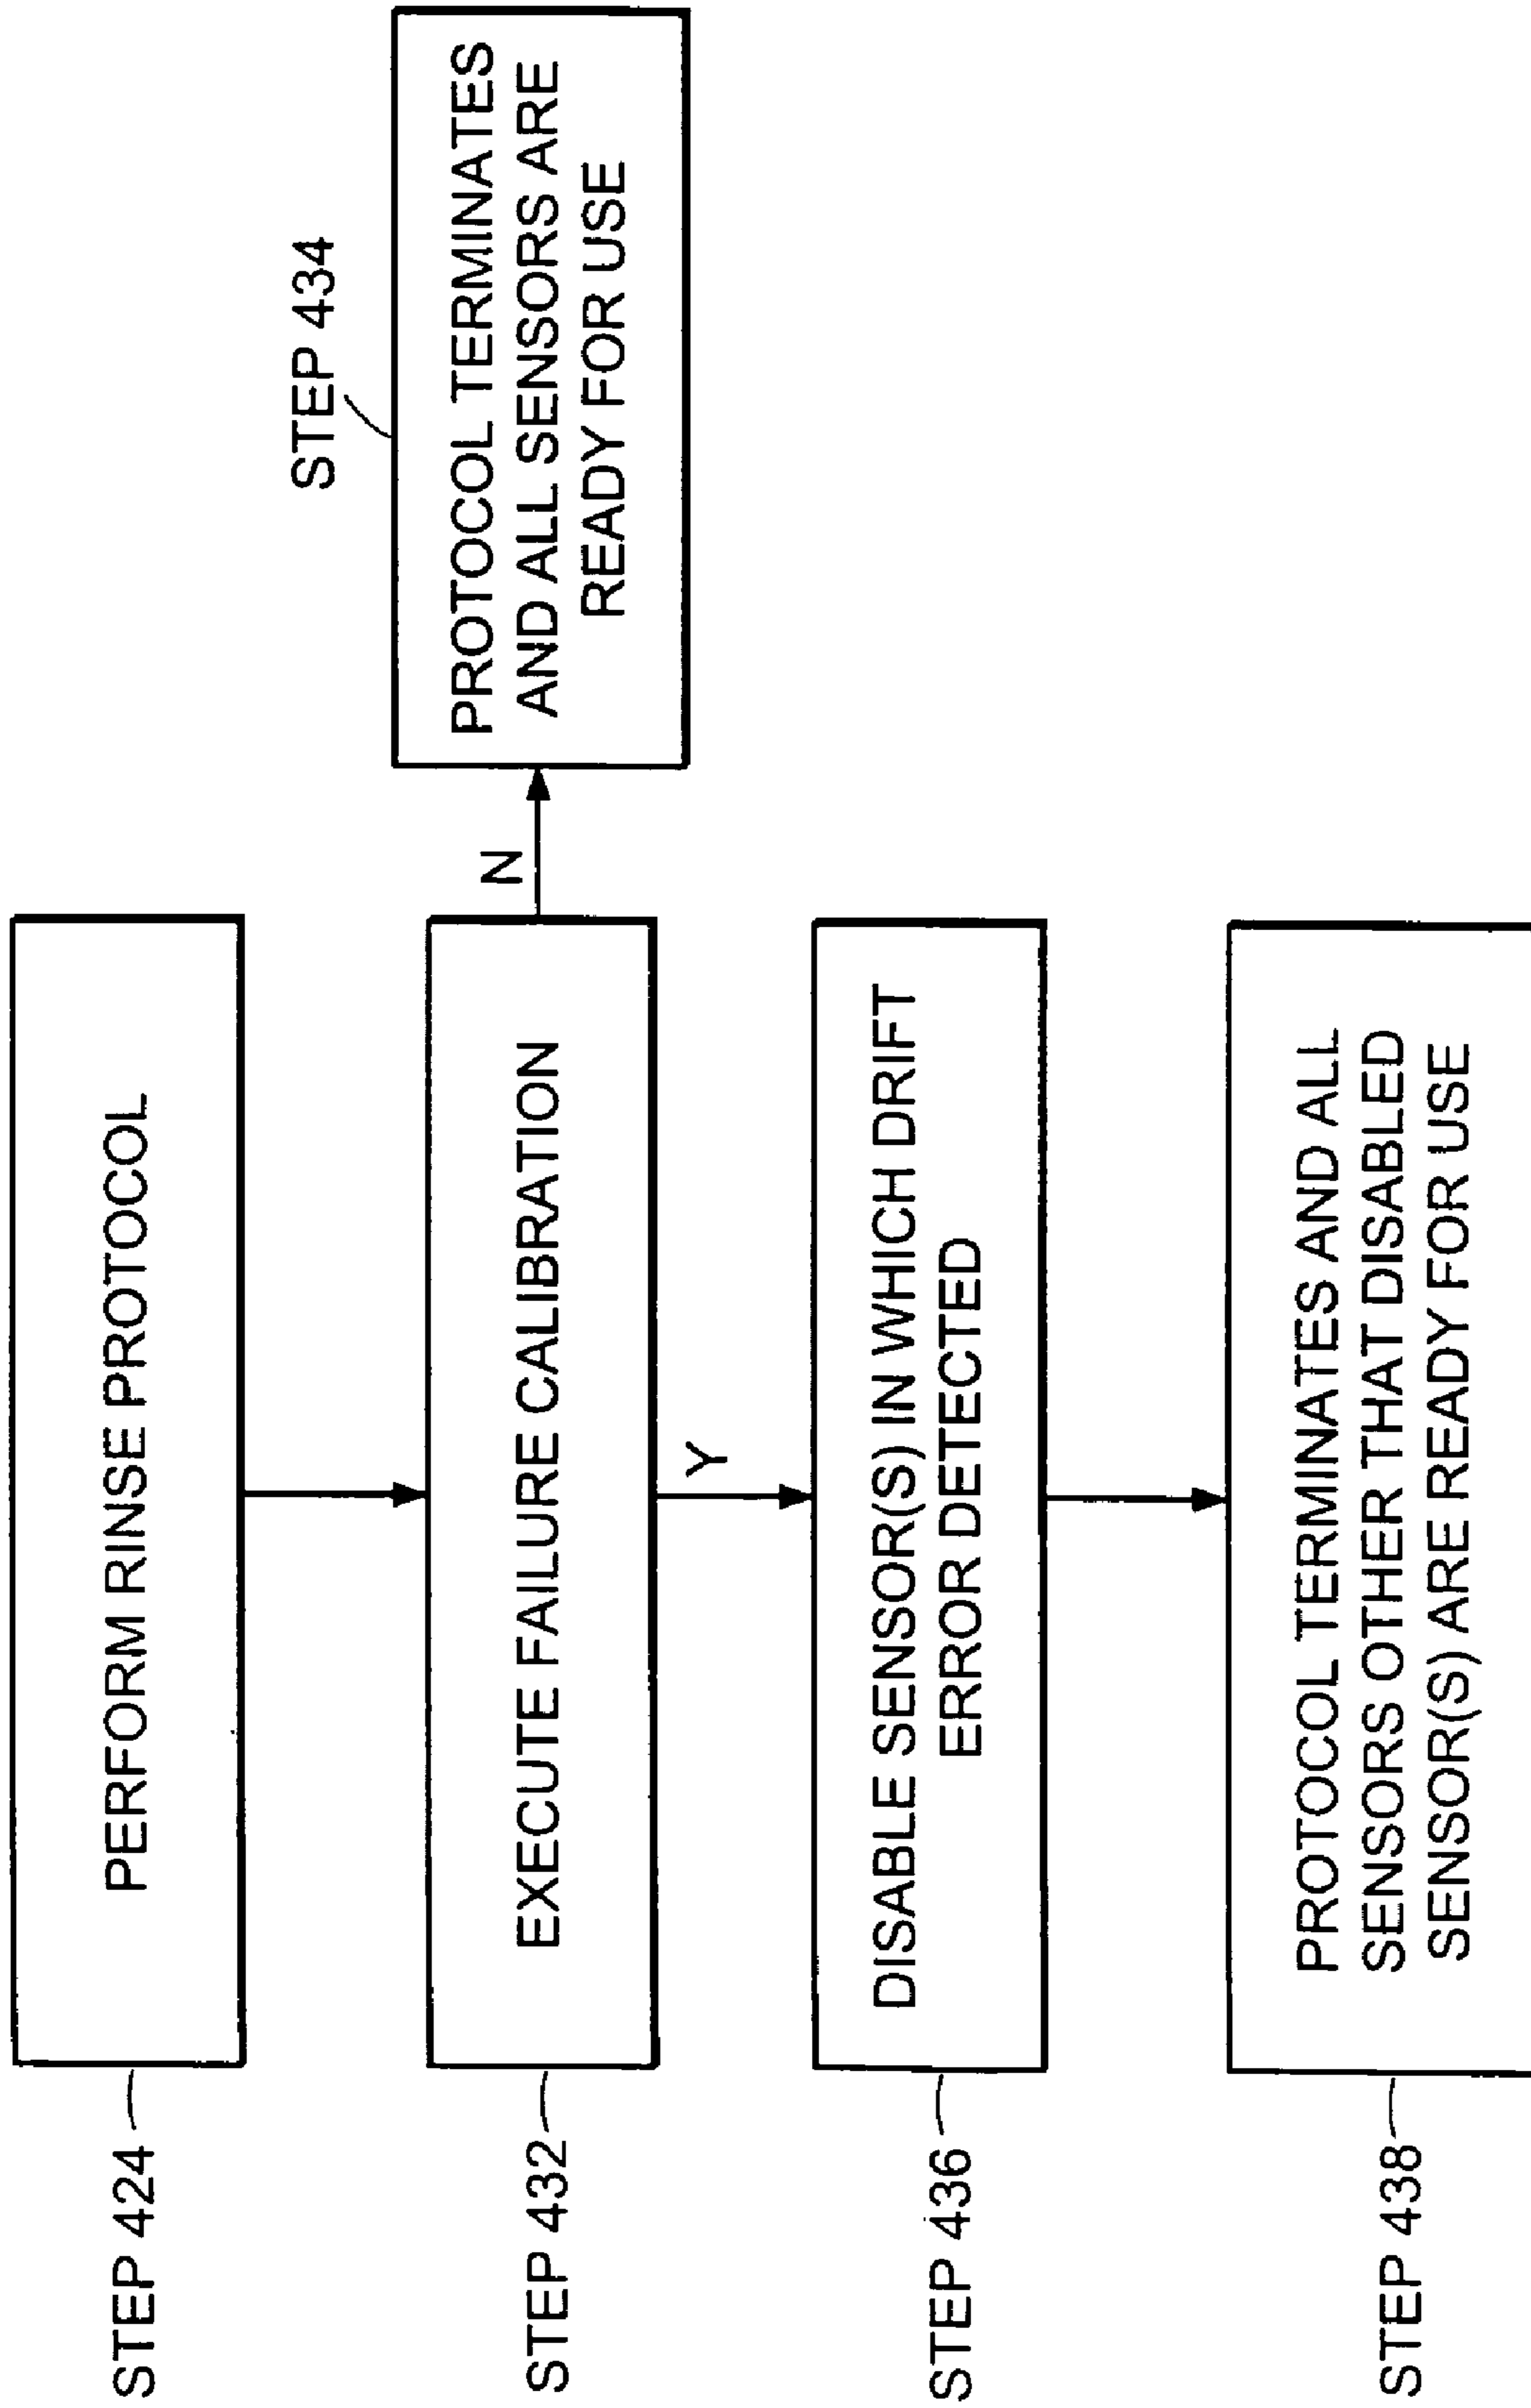 STEP 424
PERFORM RINSE PROTOCOL
STEP 432
EXECUTE FAILURE CALIBRATION
N
STEP 434
PROTOCOL TERMINATES
AND ALL SENSORS ARE
READY FOR USE
Y
STEP 436
DISABLE SENSOR(S) IN WHICH DRIFT
ERROR DETECTED
STEP 438
PROTOCOL TERMINATES AND ALL
SENSORS OTHER THAT DISABLED
SENSOR(S) ARE READY FOR USE